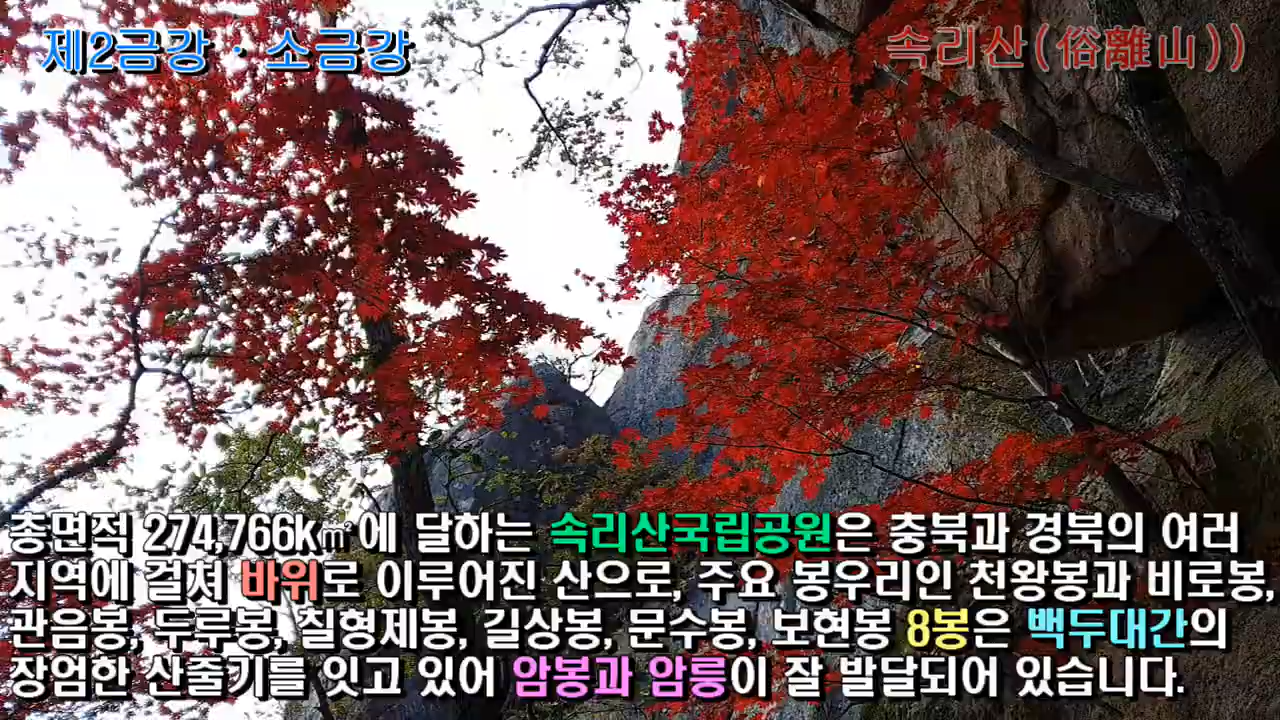 제2금강 · 소금강
속리산(俗離山))
총면적 274,766k㎡에 달하는 속리산국립공원은 충북과 경북의 여러
지역에 걸쳐 바위로 이루어진 산으로, 주요 봉우리인 천왕봉과 비로봉,
관음봉, 두루봉, 칠형제봉, 길상봉, 문수봉, 보현봉 8봉은 백두대간의
장엄한 산줄기를 잇고 있어 암봉과 암릉이 잘 발달되어 있습니다.